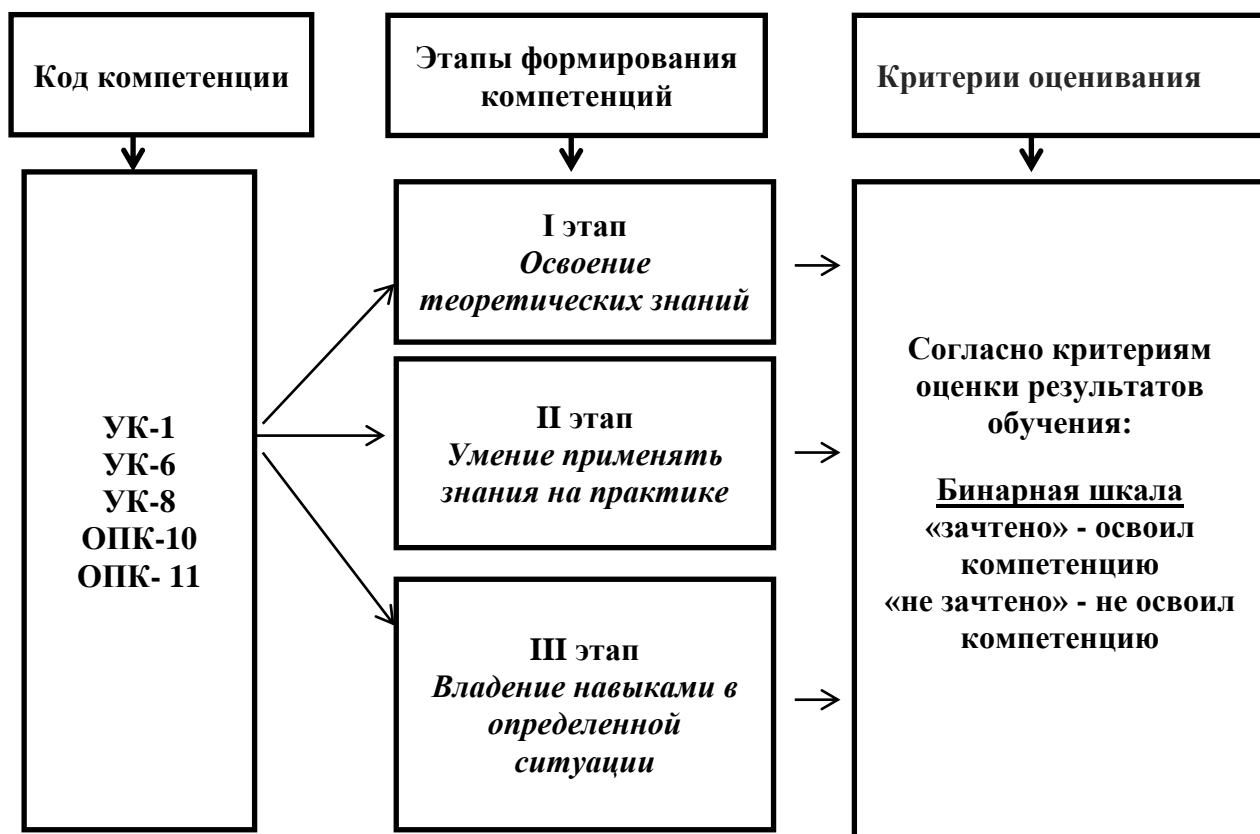 Код компетенции
Этапы формирования
компетенций
Критерии оценивания
УК-1
УК-6
УК-8
ОПК-10
ОПК- 11
I этап
Освоение
теоретических знаний
II этап
Умение применять
знания на практике
III этап
Владение навыками в
определенной
ситуации
Согласно критериям
оценки результатов
обучения:
Бинарная шкала
«зачтено» - освоил
компетенцию
«не зачтено» - не освоил
компетенцию